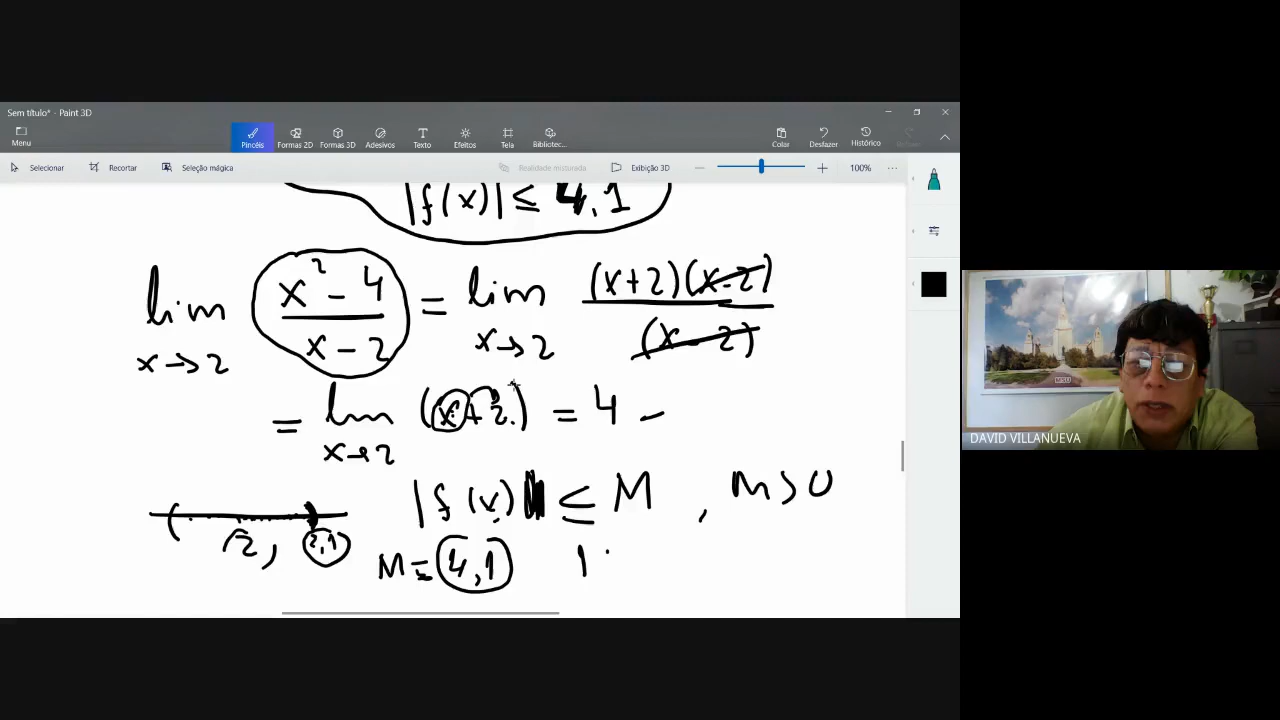 Sem título* - Paint 3D
Menu
Pincéis
Formas 2D
Formas 3D
Adesivos
Texto
Efeitos
Tela
Bibliotec...
Colar
Desfazer
Histórico
Selecionar
Recortar
Seleção mágica
Realidade misturada
Exibição 3D
100%
|f(x)| ≤ 4,1
lim x→2 (x² - 4)/(x - 2) = lim x→2 (x+2)(x-2)/(x-2)
= lim x→2 (x+2) = 4
|f(x)| ≤ M , M>0
2, 2,1
M = 4,1
MSU
DAVID VILLANUEVA